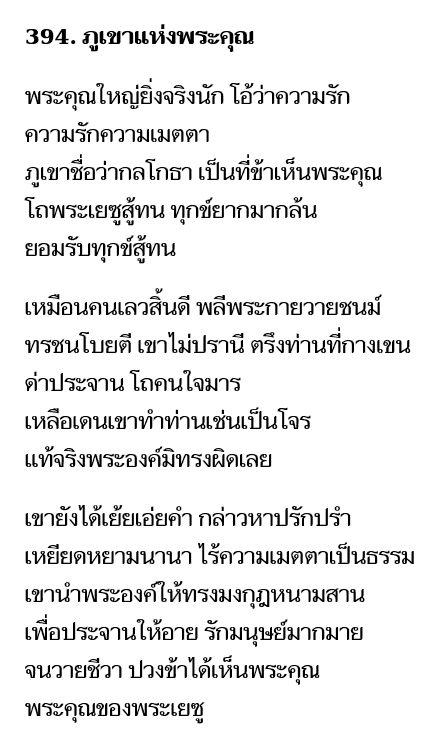 394. ภูเขาแห่งพระคุณ
พระคุณใหญ่ยิ่งจริงนัก โอ้ว่าความรัก
ความรักความเมตตา
ภูเขาชื่อว่ากลโกธา เป็นที่ข้าเห็นพระคุณ
โถพระเยซูสู้ทน ทุกข์ยากมากล้น
ยอมรับทุกข์สู้ทน
เหมือนคนเลวสิ้นดี พลีพระกายวายชนม์
ทรชนโบยตี เขาไม่ปรานี ตรึงท่านที่กางเขน
ด่าประจาน โถคนใจมาร
เหลือเดนเขาทำท่านเช่นเป็นโจร
แท้จริงพระองค์มิทรงผิดเลย
เขายังได้เย้ยเอ่ยคำ กล่าวหาปรักปรำ
เหยียดหยามนานา ไร้ความเมตตาเป็นธรรม
เขานำพระองค์ให้ทรงมงกุฎหนามสาน
เพื่อประจานให้อาย รักมนุษย์มากมาย
จนวายชีวา ปวงข้าได้เห็นพระคุณ
พระคุณของพระเยซู